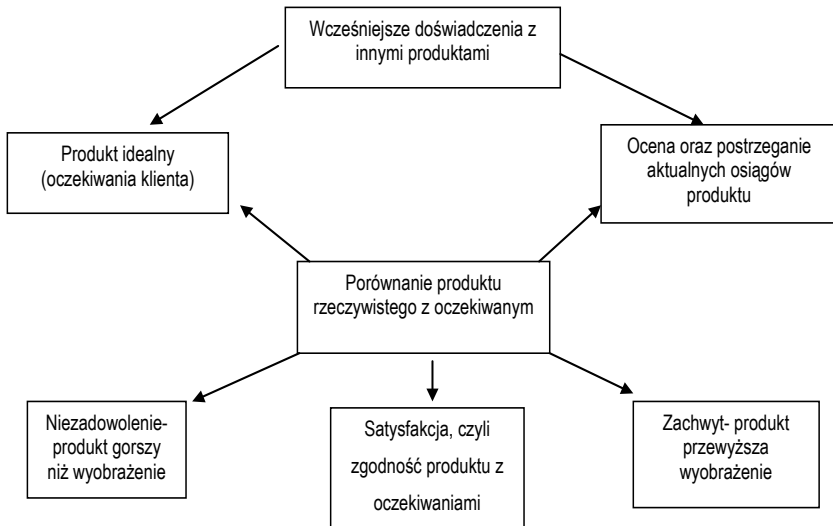 Wcześniejsze doświadczenia z
innymi produktami
Produkt idealny
(oczekiwania klienta)
Ocena oraz postrzeganie
aktualnych osiągów
produktu
Porównanie produktu
rzeczywistego z oczekiwanym
Niezadowolenie-
produkt gorszy
niż wyobrażenie
Satysfakcja, czyli
zgodność produktu z
oczekiwaniami
Zachwyt- produkt
przewyższa
wyobrażenie